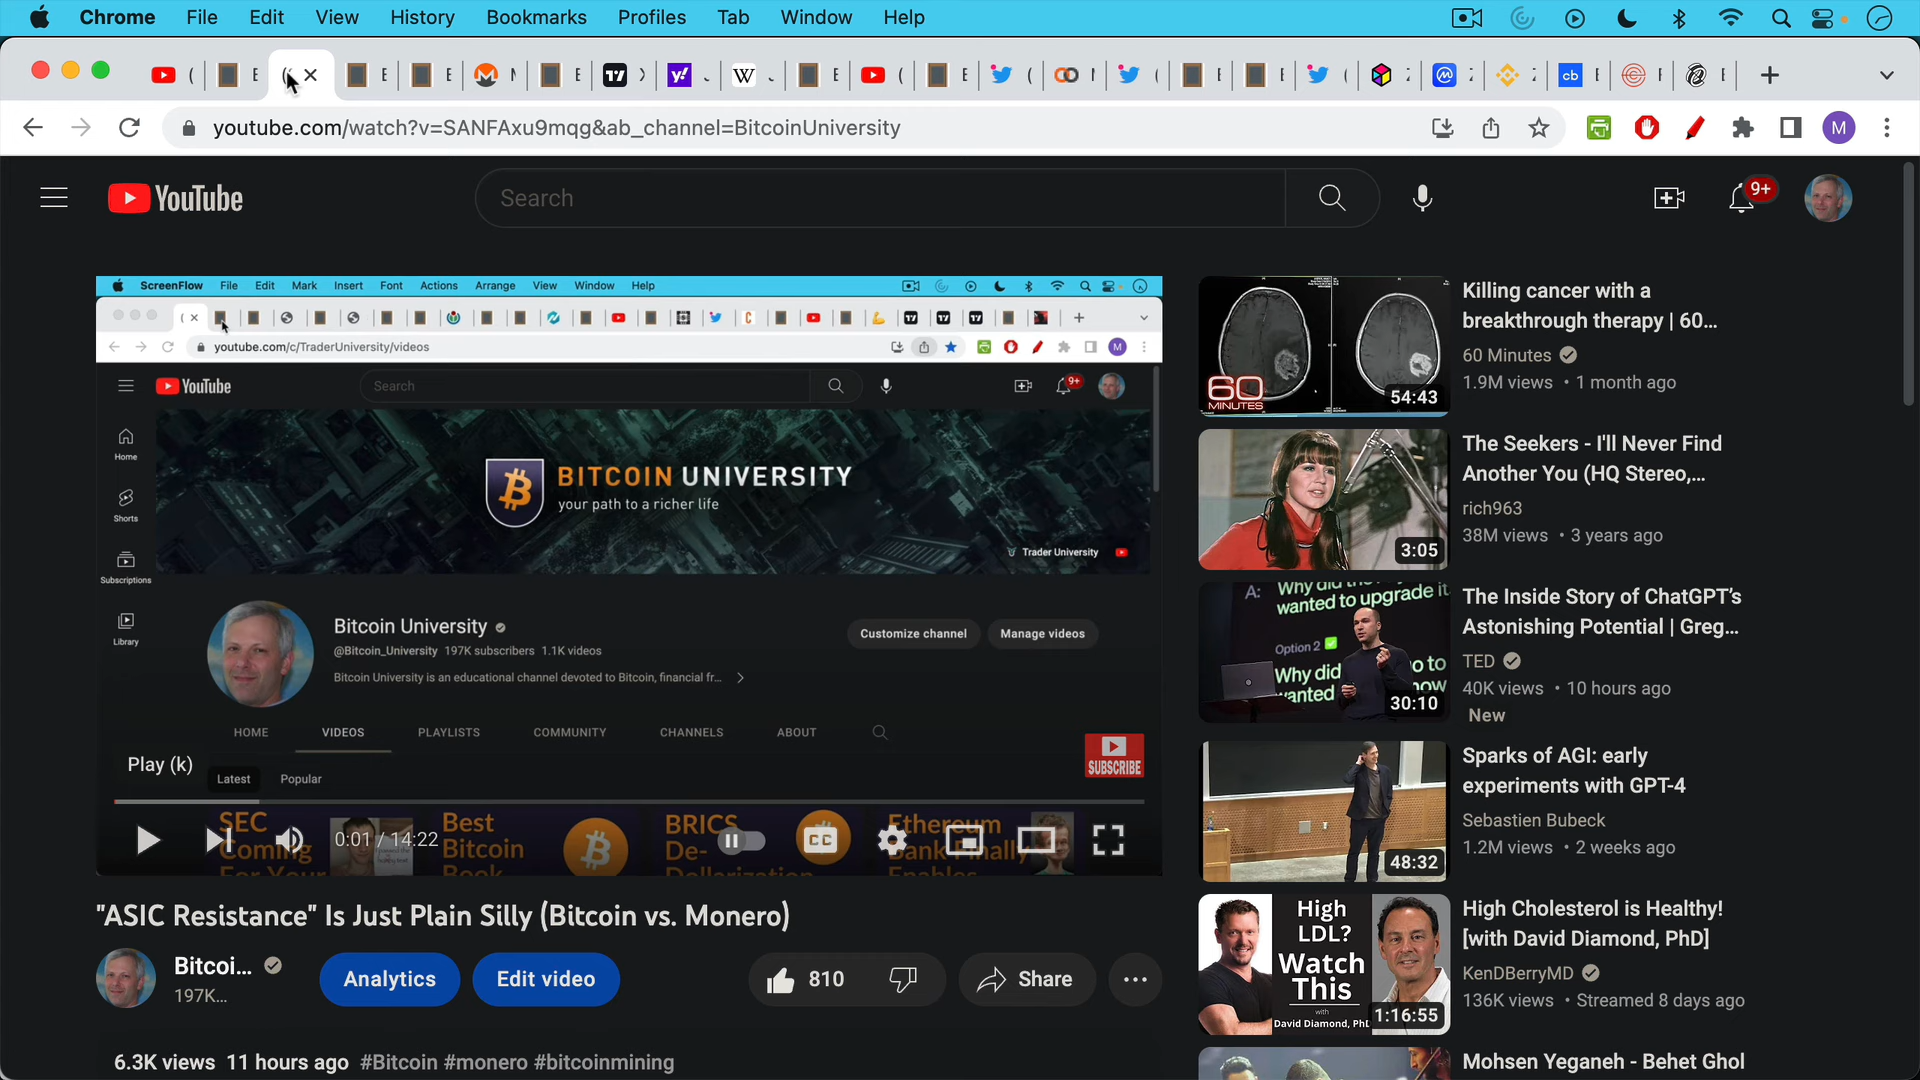 Chrome File Edit View History Bookmarks Profiles Tab Window Help
youtube.com/watch?v=SANFAxu9mqg&ab_channel=BitcoinUniversity
M
YouTube
Search
9+
ScreenFlow File Edit Mark Insert Font Actions Arrange View Window Help
youtube.com/c/TraderUniversity/videos
M
YouTube
Search
9+
Home
Shorts
Subscriptions
Library
BITCOIN UNIVERSITY
your path to a richer life
Trader University
Bitcoin University
@Bitcoin_University 197K subscribers 1.1K videos
Bitcoin University is an educational channel devoted to Bitcoin, financial fr...
Customize channel
Manage videos
HOME VIDEOS PLAYLISTS COMMUNITY CHANNELS ABOUT
SUBSCRIBE
Play (k)
Latest Popular
SEC
Coming
For Your
Best
Bitcoin
Book
BRICS
De-
Dollarization
Ethereum
Bank Finally
Enables
0:01 / 14:22
CC
"ASIC Resistance" Is Just Plain Silly (Bitcoin vs. Monero)
Bitcoi...
197K...
Analytics
Edit video
810
Share
6.3K views 11 hours ago #Bitcoin #monero #bitcoinmining
60
MINUTES
54:43
Killing cancer with a
breakthrough therapy | 60...
60 Minutes
1.9M views • 1 month ago
3:05
The Seekers - I'll Never Find
Another You (HQ Stereo,...
rich963
38M views • 3 years ago
A:
wanted to upgrade it
Option 2
Why did
wanted
30:10
The Inside Story of ChatGPT’s
Astonishing Potential | Greg...
TED
40K views • 10 hours ago
New
48:32
Sparks of AGI: early
experiments with GPT-4
Sebastien Bubeck
1.2M views • 2 weeks ago
High
LDL?
Watch
This
with
David Diamond, PhD
1:16:55
High Cholesterol is Healthy!
[with David Diamond, PhD]
KenDBerryMD
136K views • Streamed 8 days ago
Mohsen Yeganeh - Behet Ghol